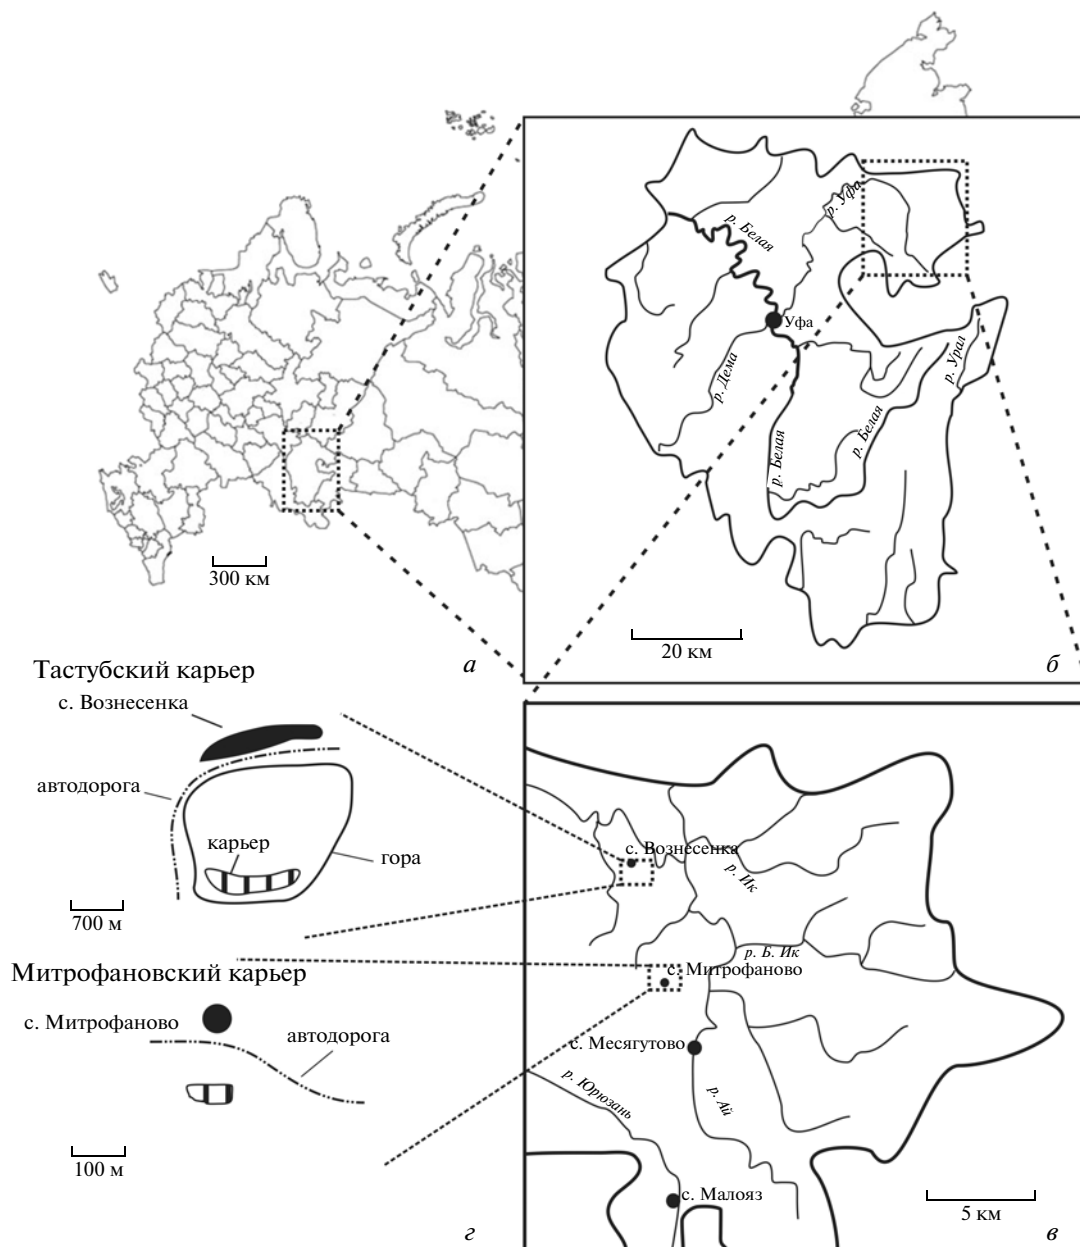 р. Белая
р. Уфа
Уфа
р. Дема
р. Урал
р. Белая
р. Белая
300 км
20 км
а
б
Тастубский карьер
с. Вознесенка
автодорога
карьер
гора
700 м
Митрофановский карьер
с. Митрофаново
автодорога
100 м
г
с. Вознесенка
р. Ик
р. Б. Ик
с. Митрофаново
с. Месягутово
р. Юрюзань
р. Ай
с. Малояз
5 км
в